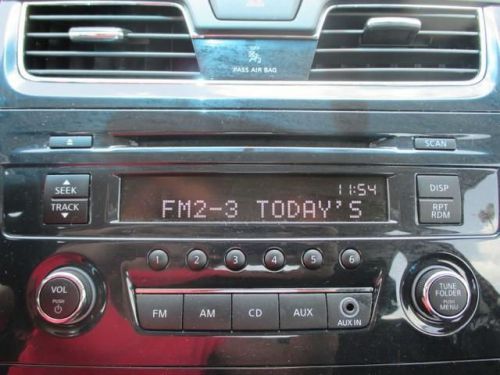 OFF
PASS AIR BAG
SCAN
SEEK
TRACK
11:54
FM2-3 TODAY'S
DISP
RPT
RDM
1 2 3 4 5 6
VOL
PUSH
FM AM CD AUX
AUX IN
TUNE
FOLDER
PUSH
MENU